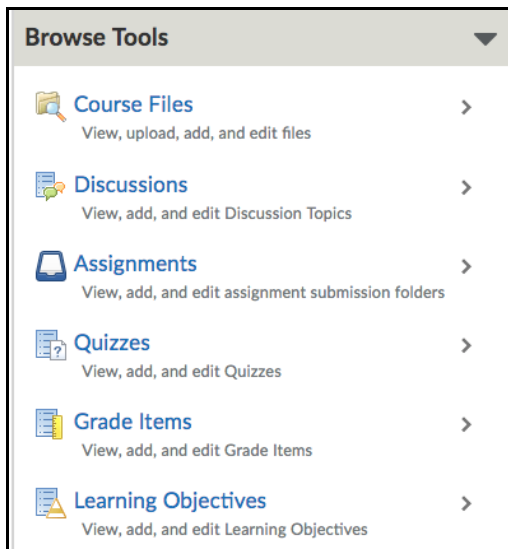 Browse Tools
Course Files
View, upload, add, and edit files
Discussions
View, add, and edit Discussion Topics
Assignments
View, add, and edit assignment submission folders
Quizzes
View, add, and edit Quizzes
Grade Items
View, add, and edit Grade Items
Learning Objectives
View, add, and edit Learning Objectives